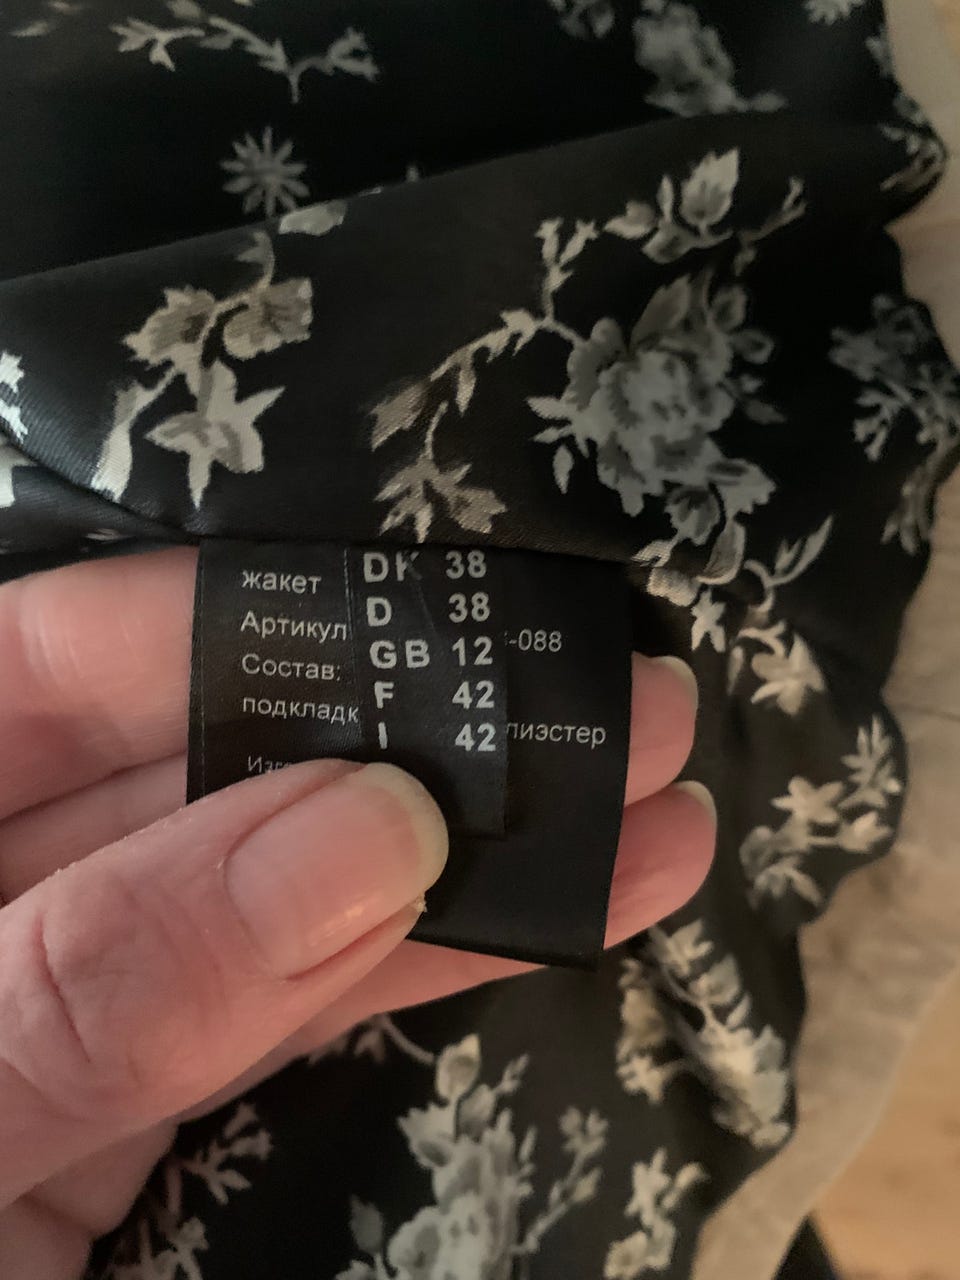 жакет
Артикул -088
Состав:
подкладк лиэстер
DK 38
D 38
GB 12
F 42
I 42